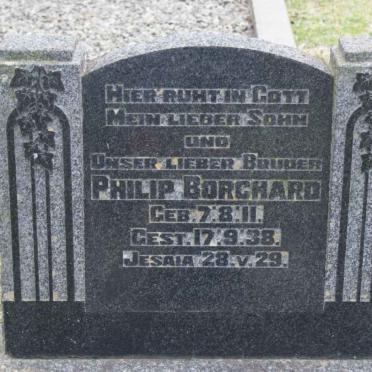 Hier ruht in Gott
Mein lieber Sohn
und
Unser lieber Bruder
Philip Borchard
Geb. 7. 8. 11.
Gest. 17. 9. 38.
Jesaia 28. v. 29.